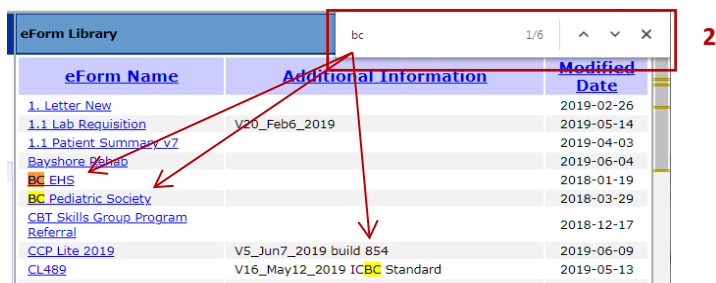 eForm Library bc 1/6 2
eForm Name Additional Information Modified
Date
1. Letter New 2019-02-26
1.1 Lab Requisition V20_Feb6_2019 2019-05-14
1.1 Patient Summary v7 2019-04-03
Bayshore Rehab 2019-06-04
BC EHS 2018-01-19
BC Pediatric Society 2018-03-29
CBT Skills Group Program
Referral 2018-12-17
CCP Lite 2019 V5_Jun7_2019 build 854 2019-06-09
CL489 V16_May12_2019 ICBC Standard 2019-05-13